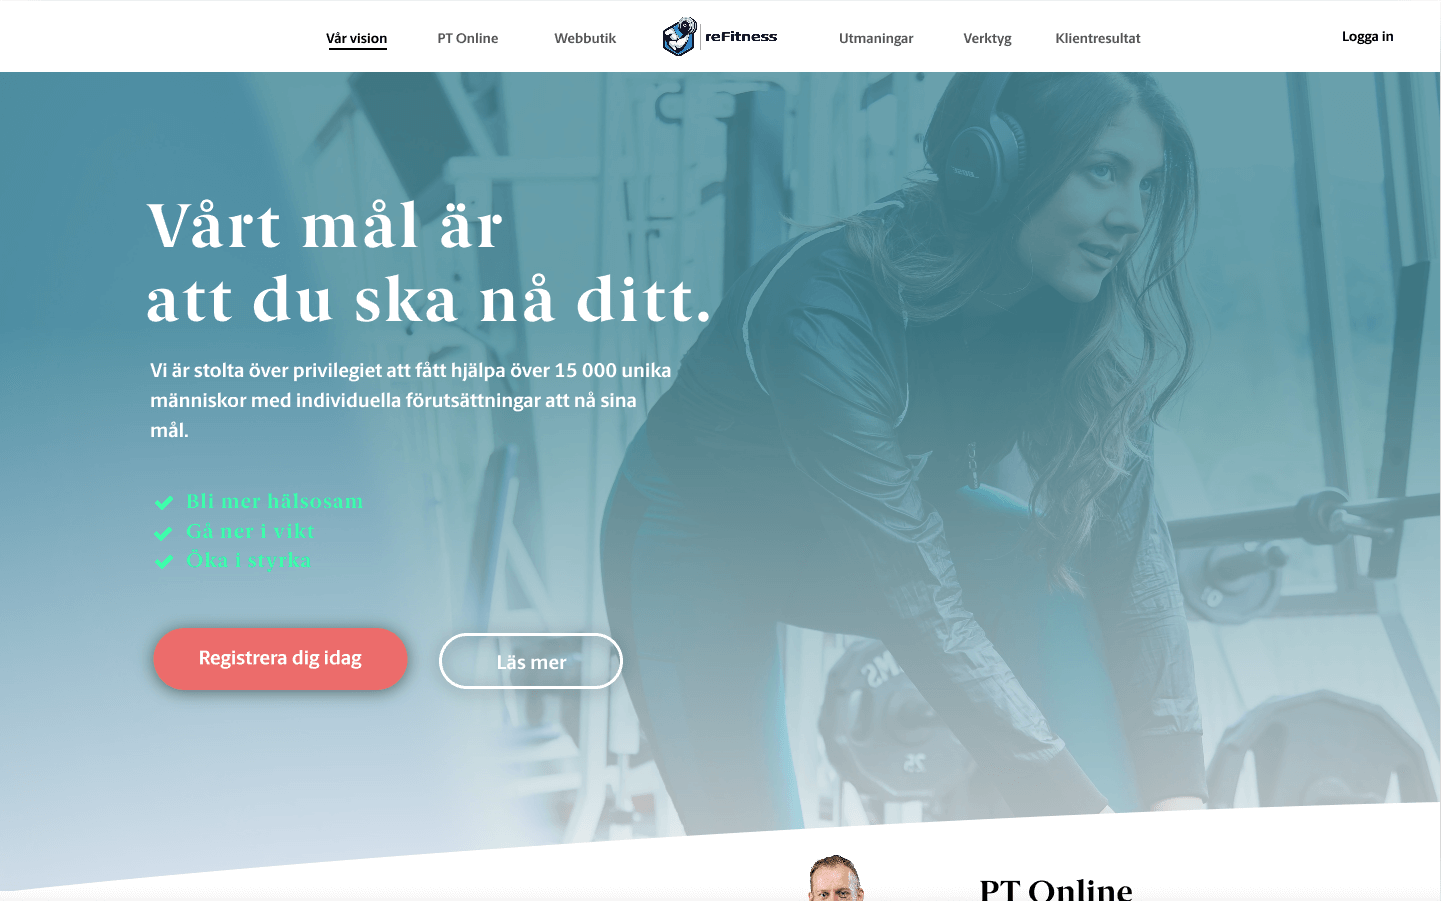 Vår vision
PT Online
Webbutik
reFitness
Utmaningar
Verktyg
Klientresultat
Logga in
Vårt mål är
att du ska nå ditt.
Vi är stolta över privilegiet att fått hjälpa över 15 000 unika
människor med individuella förutsättningar att nå sina
mål.
Bli mer hälsosam
Gå ner i vikt
Öka i styrka
Registrera dig idag
Läs mer
PT Online